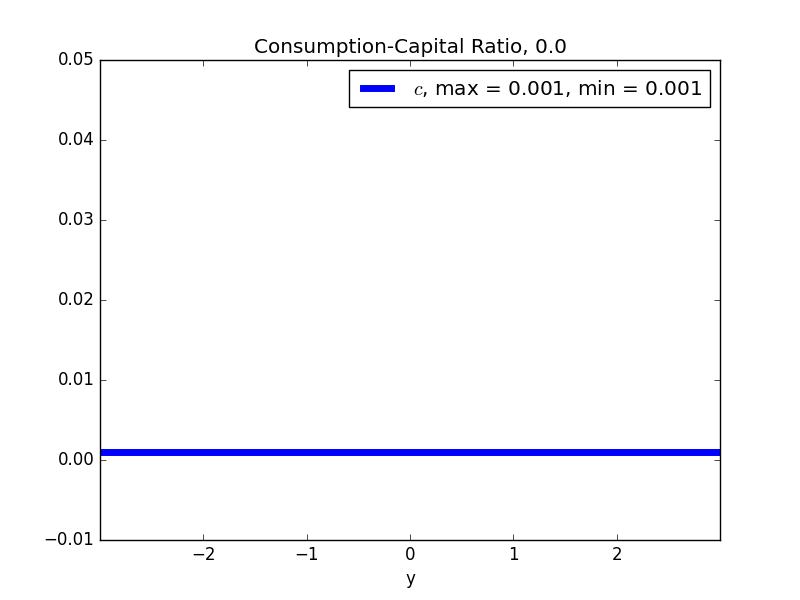 Consumption-Capital Ratio, 0.0
c, max = 0.001, min = 0.001
0.05
0.04
0.03
0.02
0.01
0.00
−0.01
−2 −1 0 1 2
y